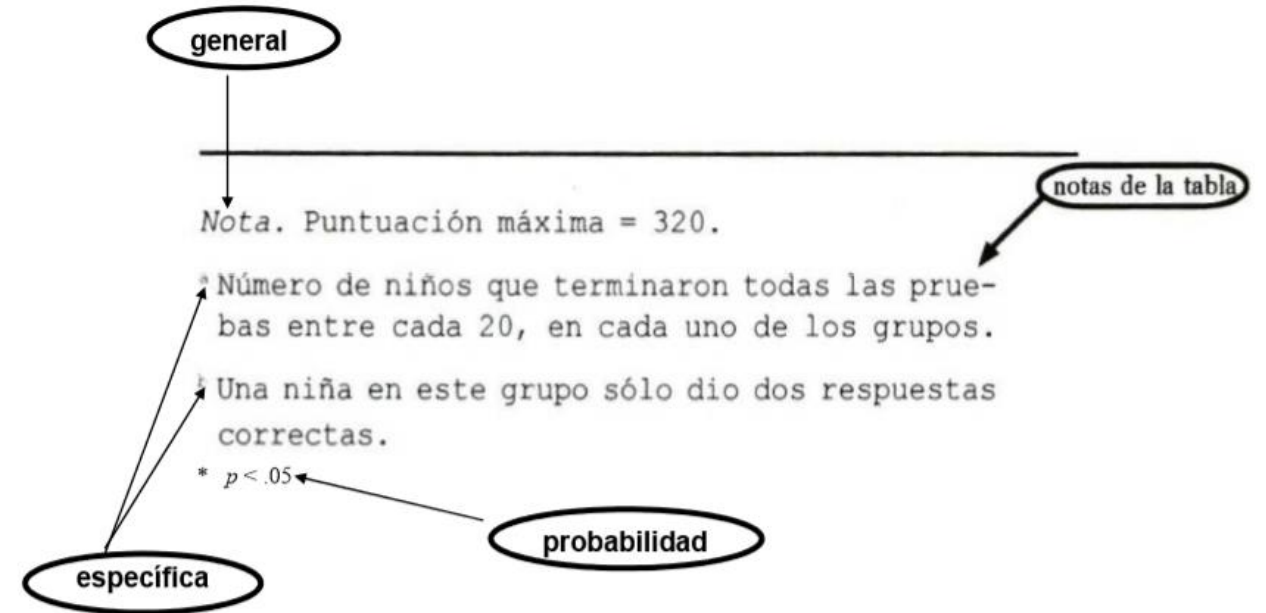 general
notas de la tabla
Nota. Puntuación máxima = 320.
a Número de niños que terminaron todas las prue-
bas entre cada 20, en cada uno de los grupos.
b Una niña en este grupo sólo dio dos respuestas
correctas.
* p < .05
probabilidad
específica